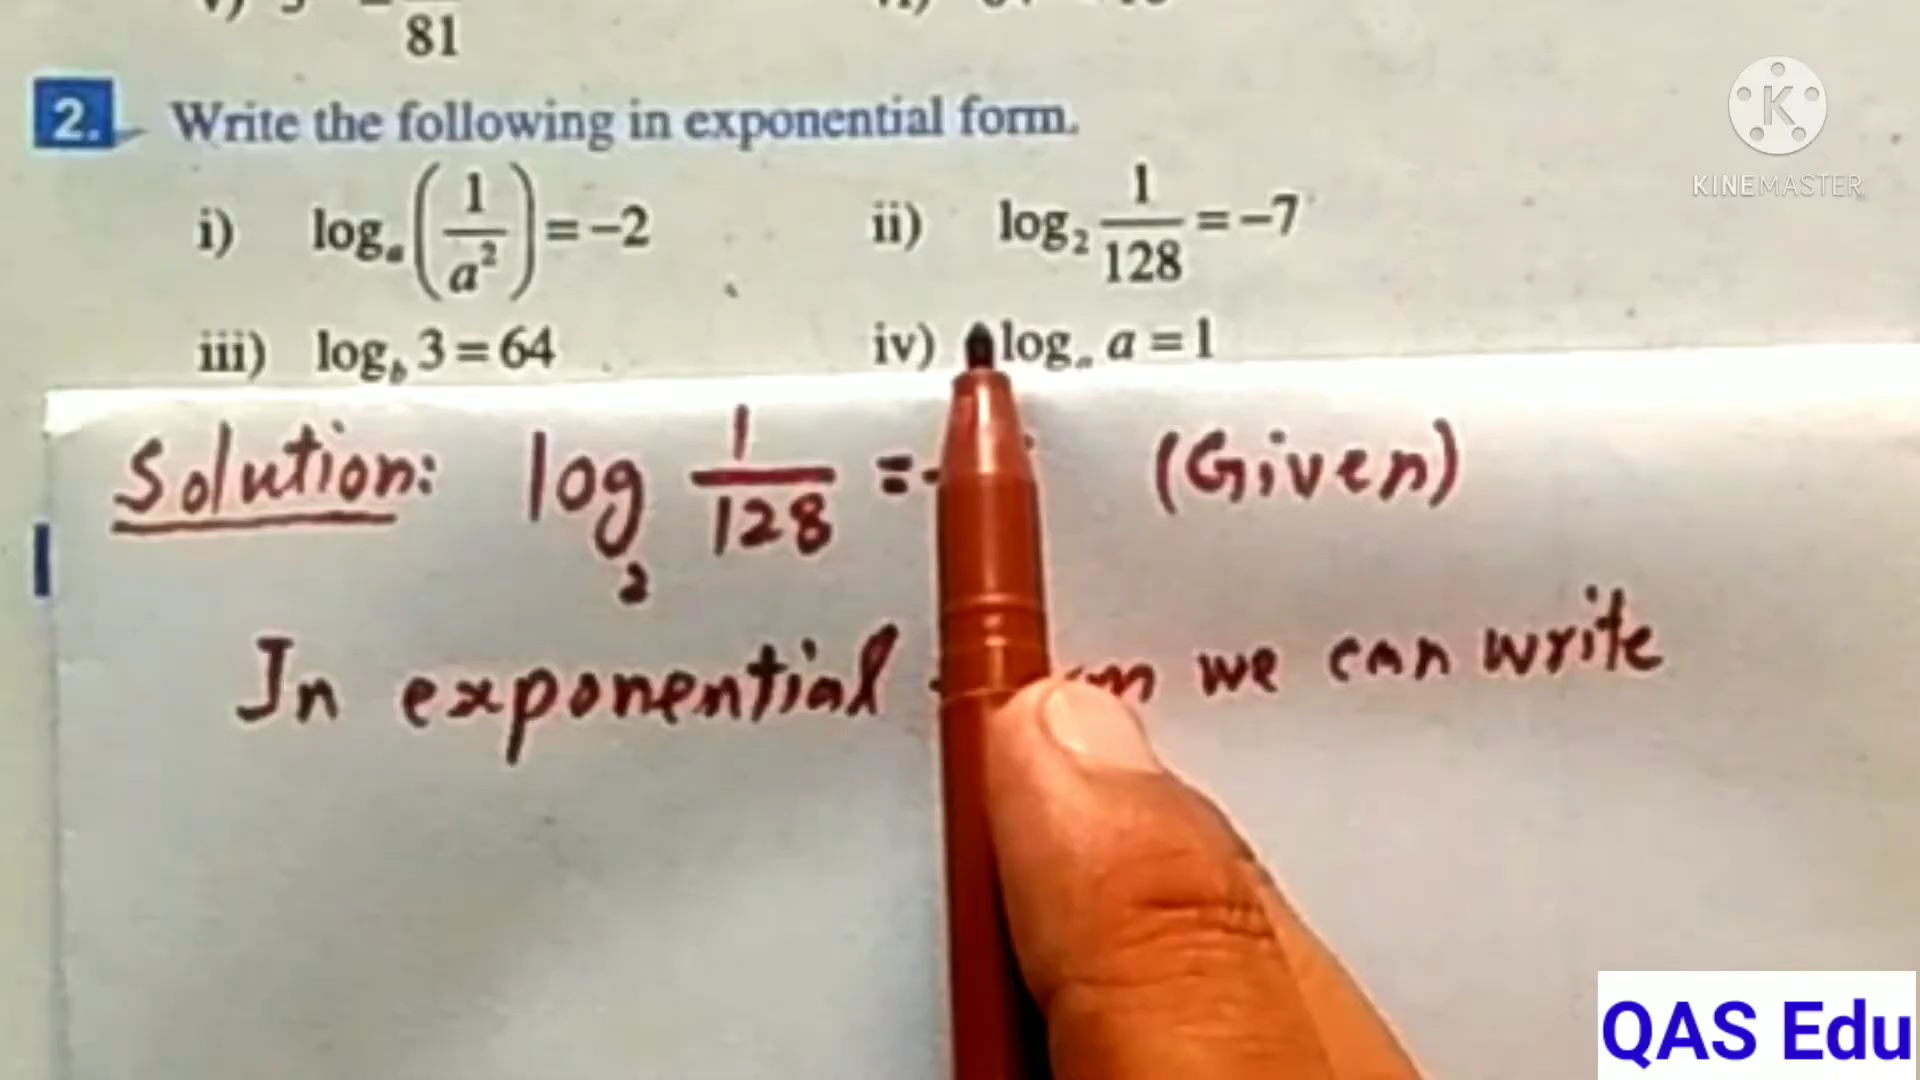 81
2. Write the following in exponential form.
i) logₐ(1/a²) = −2 ii) log₂ 1/128 = −7
iii) log_b 3 = 64 iv) logₐ a = 1
Solution: log₂ 1/128 = - (Given)
In exponential we can write
KINEMASTER
QAS Edu